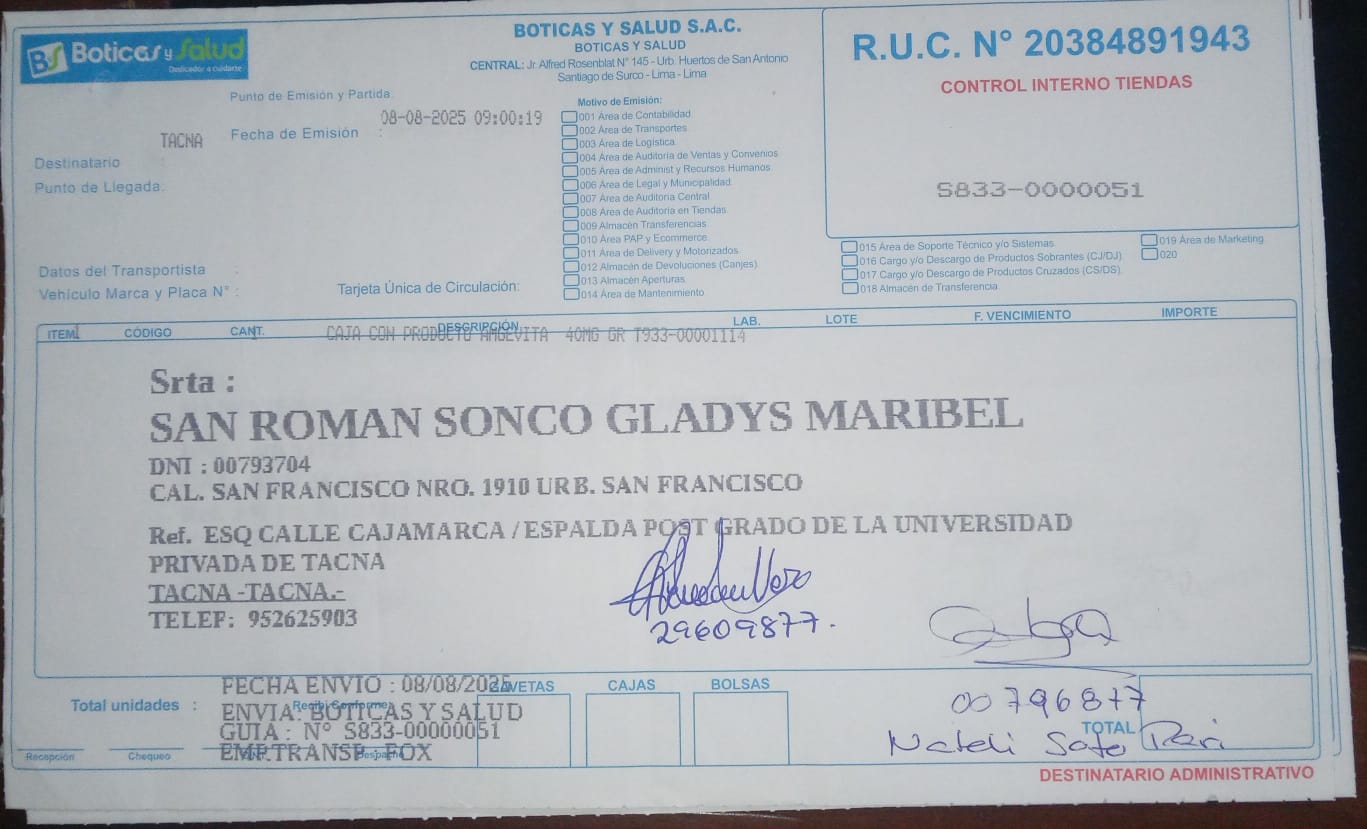 Boticas y Salud
Dedicados a cuidarte
BOTICAS Y SALUD S.A.C.
BOTICAS Y SALUD
CENTRAL: Jr. Alfred Rosenblat N° 145 - Urb. Huertos de San Antonio
Santiago de Surco - Lima - Lima
R.U.C. N° 20384891943
CONTROL INTERNO TIENDAS
S833-0000051
Punto de Emisión y Partida:
08-08-2025 09:00:19
TACNA
Fecha de Emisión :
Destinatario :
Punto de Llegada:
Datos del Transportista :
Vehículo Marca y Placa N° :
Tarjeta Única de Circulación:
Motivo de Emisión:
001 Área de Contabilidad
002 Área de Transportes
003 Área de Logística
004 Área de Auditoría de Ventas y Convenios
005 Área de Administ y Recursos Humanos
006 Área de Legal y Municipalidad
007 Área de Auditoría Central
008 Área de Auditoría en Tiendas
009 Almacén Transferencias
010 Área PAP y Ecommerce
011 Área de Delivery y Motorizados
012 Almacén de Devoluciones (Canjes)
013 Almacén Aperturas
014 Área de Mantenimiento
015 Área de Soporte Técnico y/o Sistemas
016 Cargo y/o Descargo de Productos Sobrantes (CJ/DJ)
017 Cargo y/o Descargo de Productos Cruzados (CS/DS)
018 Almacén de Transferencia
019 Área de Marketing
020
ITEM CÓDIGO CANT. DESCRIPCIÓN LAB. LOTE F. VENCIMIENTO IMPORTE
CAJA CON PRODUCTO AMGEVITA 40MG GR T933-00001114
Srta :
SAN ROMAN SONCO GLADYS MARIBEL
DNI : 00793704
CAL. SAN FRANCISCO NRO. 1910 URB. SAN FRANCISCO
Ref. ESQ CALLE CAJAMARCA / ESPALDA POST GRADO DE LA UNIVERSIDAD
PRIVADA DE TACNA
TACNA -TACNA.-
TELEF: 952625903
29609877.
00796877
Nateli Soto
FECHA ENVIO : 08/08/2025
ENVIA: BOTICAS Y SALUD
GUIA : N° S833-00000051
EMP.TRANSP : FOX
Total unidades :
Recibí Conforme
JAVETAS
CAJAS
BOLSAS
TOTAL
Recepción
Chequeo
Despacho
DESTINATARIO ADMINISTRATIVO